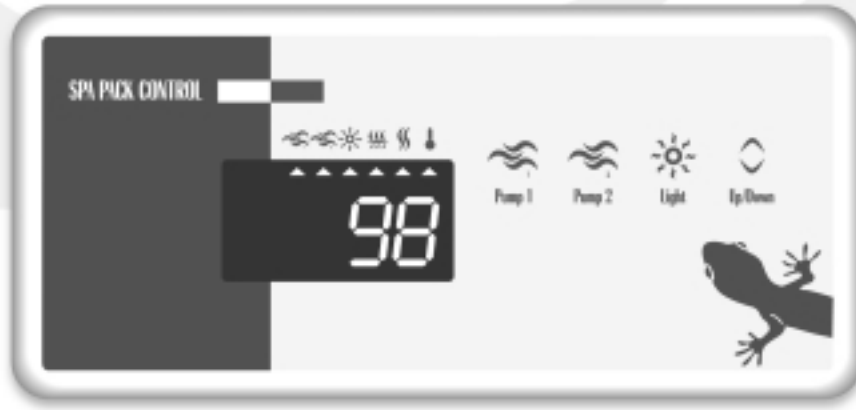 SPA PACK CONTROL
98
Pump 1
Pump 2
Light
Up/Down